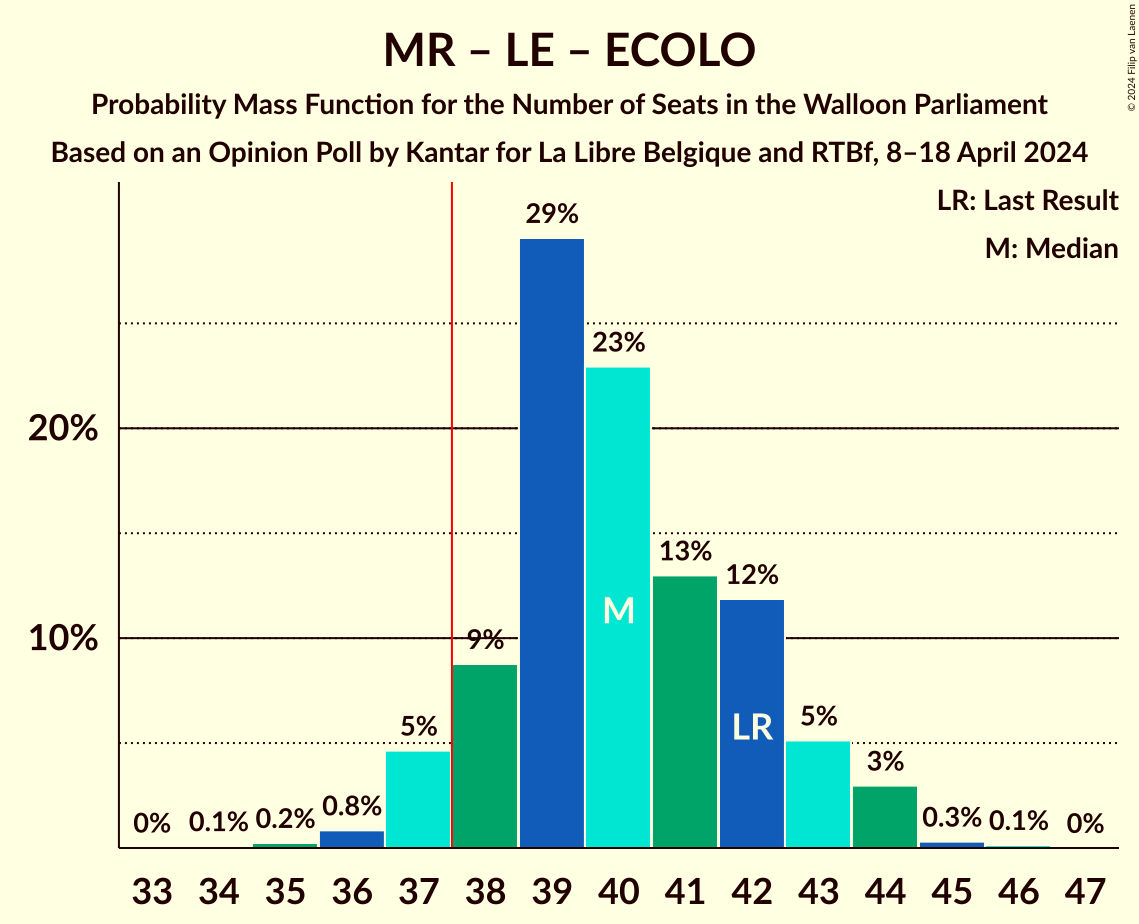 MR – LE – ECOLO
Probability Mass Function for the Number of Seats in the Walloon Parliament
Based on an Opinion Poll by Kantar for La Libre Belgique and RTBf, 8–18 April 2024
© 2024 Filip van Laenen
LR: Last Result
M: Median
20%
10%
0% 0.1% 0.2% 0.8% 5% 9% 29% 23% 13% 12% 5% 3% 0.3% 0.1% 0%
M
LR
33 34 35 36 37 38 39 40 41 42 43 44 45 46 47